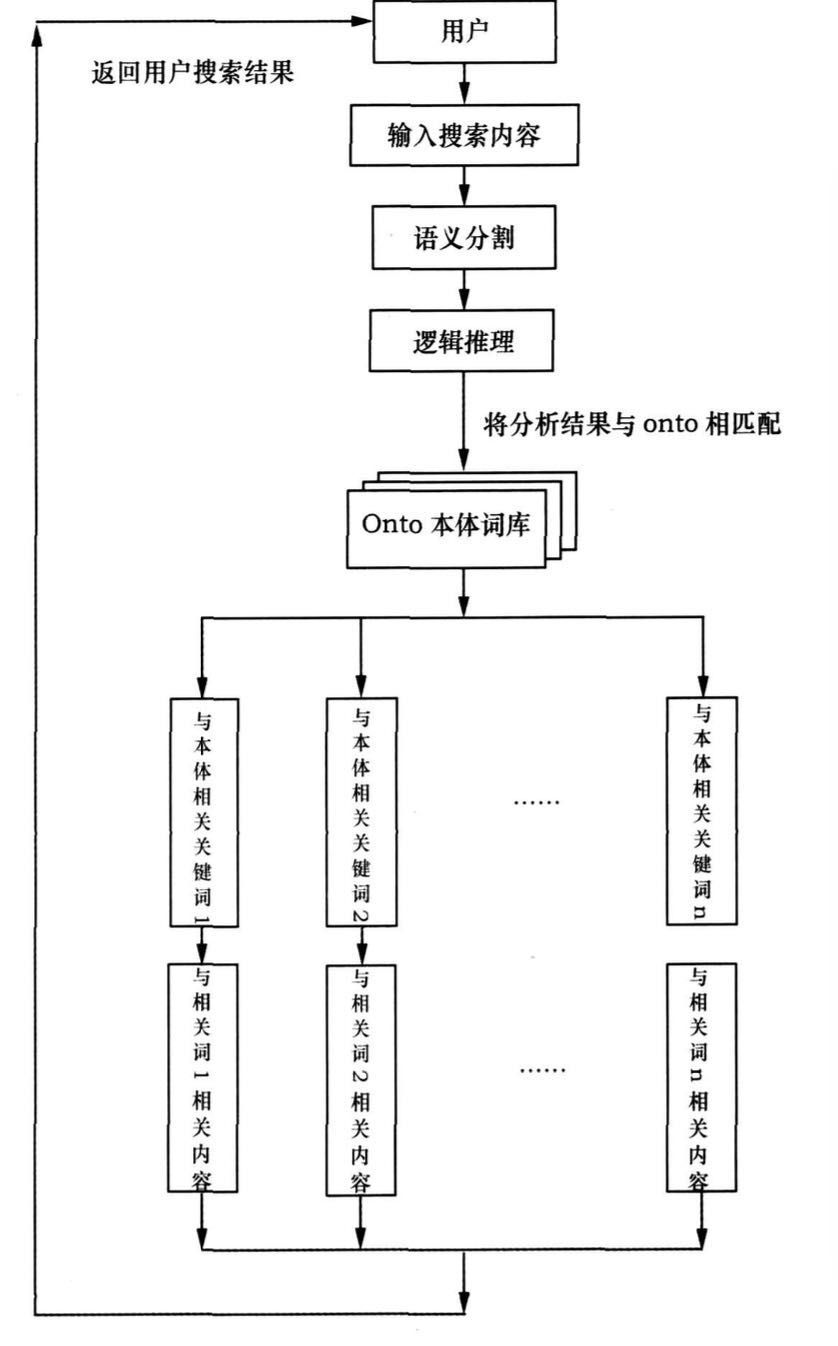 用户
返回用户搜索结果
输入搜索内容
语义分割
逻辑推理
将分析结果与 onto 相匹配
Onto 本体词库
与本体相关关键词1
与本体相关关键词2
……
与本体相关关键词n
与相关词1相关内容
与相关词2相关内容
……
与相关词n相关内容